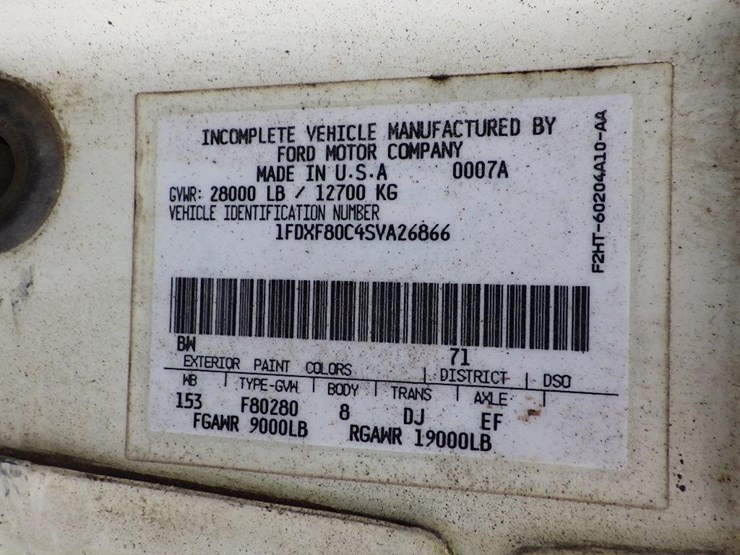 INCOMPLETE VEHICLE MANUFACTURED BY
FORD MOTOR COMPANY
MADE IN U.S.A 0007A
GVWR: 28000 LB / 12700 KG
VEHICLE IDENTIFICATION NUMBER
1FDXF80C4SVA26866
BW 71
EXTERIOR PAINT COLORS DISTRICT DSO
WB TYPE-GVW BODY TRANS AXLE
153 F80280 8 DJ EF
FGAWR 9000LB RGAWR 19000LB
F2HT-60204A10-AA